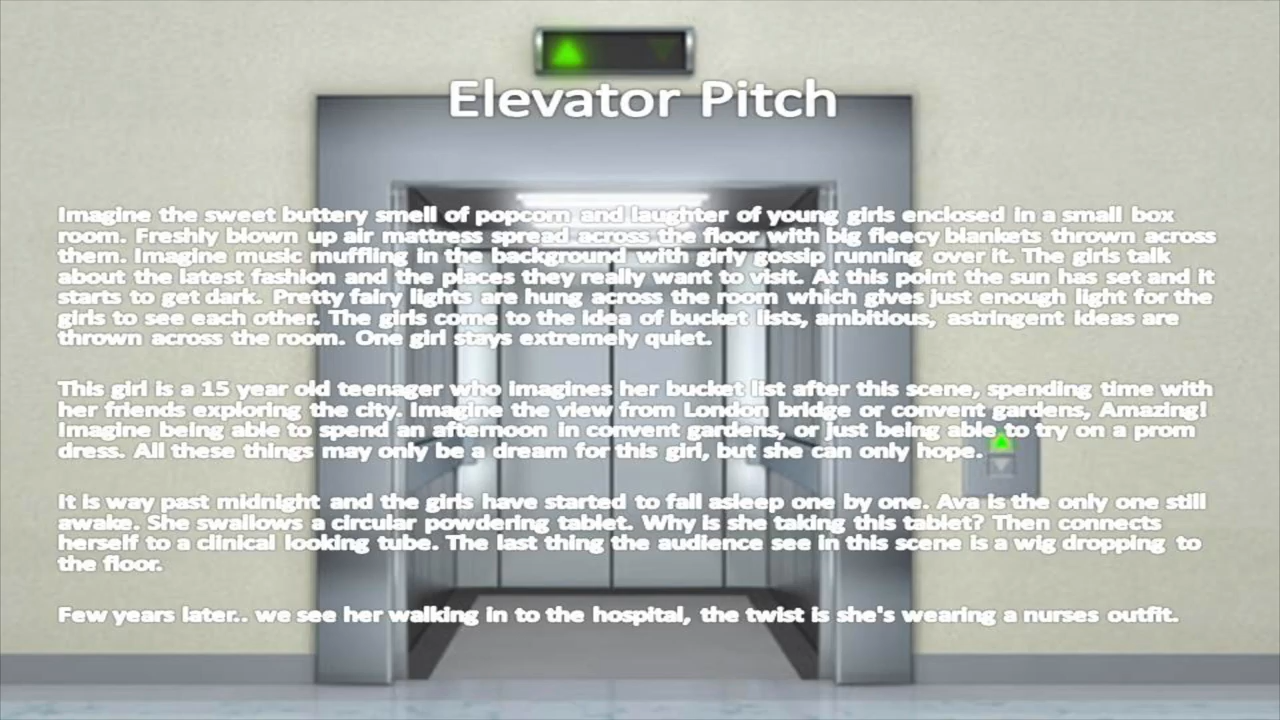 Elevator Pitch
Imagine the sweet buttery smell of popcorn and laughter of young girls enclosed in a small box
room. Freshly blown up air mattress spread across the floor with big fleecy blankets thrown across
them. Imagine music muffling in the background with girly gossip running over it. The girls talk
about the latest fashion and the places they really want to visit. At this point the sun has set and it
starts to get dark. Pretty fairy lights are hung across the room which gives just enough light for the
girls to see each other. The girls come to the idea of bucket lists, ambitious, astringent ideas are
thrown across the room. One girl stays extremely quiet.
This girl is a 15 year old teenager who imagines her bucket list after this scene, spending time with
her friends exploring the city. Imagine the view from London bridge or convent gardens, Amazing!
Imagine being able to spend an afternoon in convent gardens, or just being able to try on a prom
dress. All these things may only be a dream for this girl, but she can only hope.
It is way past midnight and the girls have started to fall asleep one by one. Ava is the only one still
awake. She swallows a circular powdering tablet. Why is she taking this tablet? Then connects
herself to a clinical looking tube. The last thing the audience see in this scene is a wig dropping to
the floor.
Few years later.. we see her walking in to the hospital, the twist is she's wearing a nurses outfit.